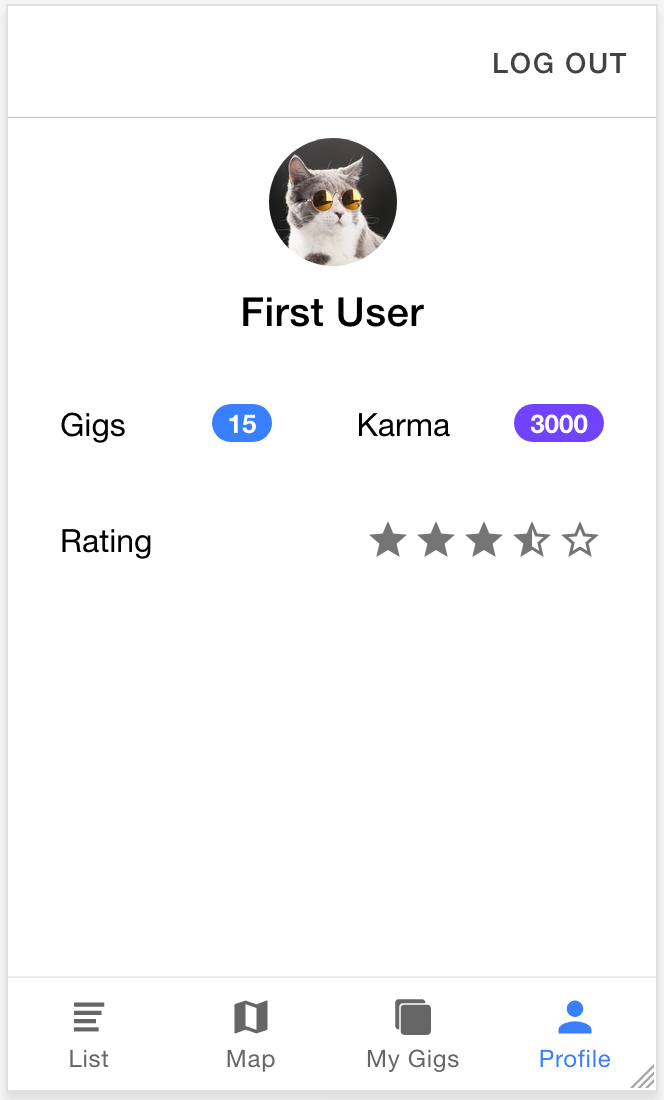 LOG OUT
First User
Gigs 15 Karma 3000
Rating
List Map My Gigs Profile